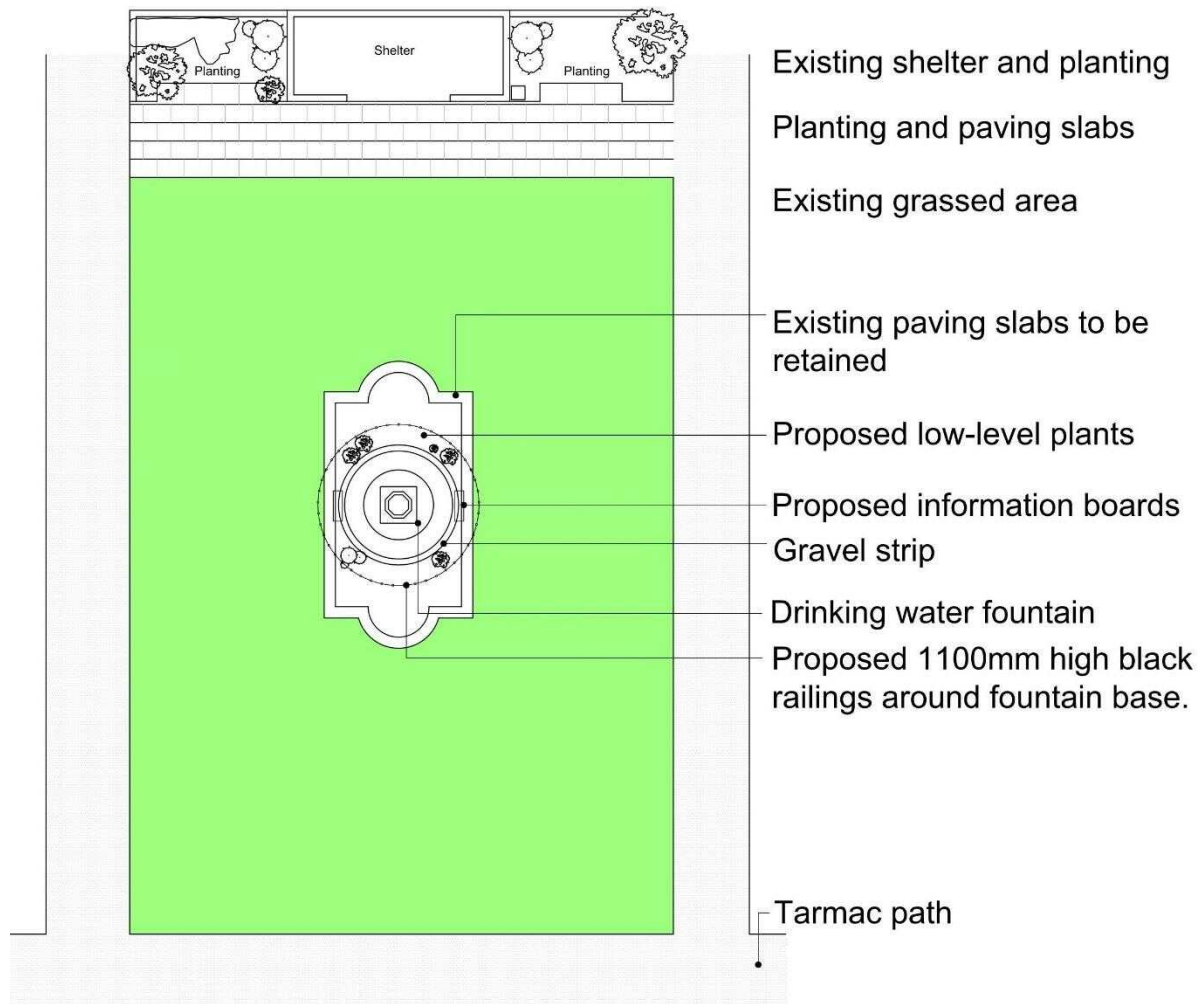 Shelter
Planting
Planting
Existing shelter and planting
Planting and paving slabs
Existing grassed area
Existing paving slabs to be
retained
Proposed low-level plants
Proposed information boards
Gravel strip
Drinking water fountain
Proposed 1100mm high black
railings around fountain base.
Tarmac path